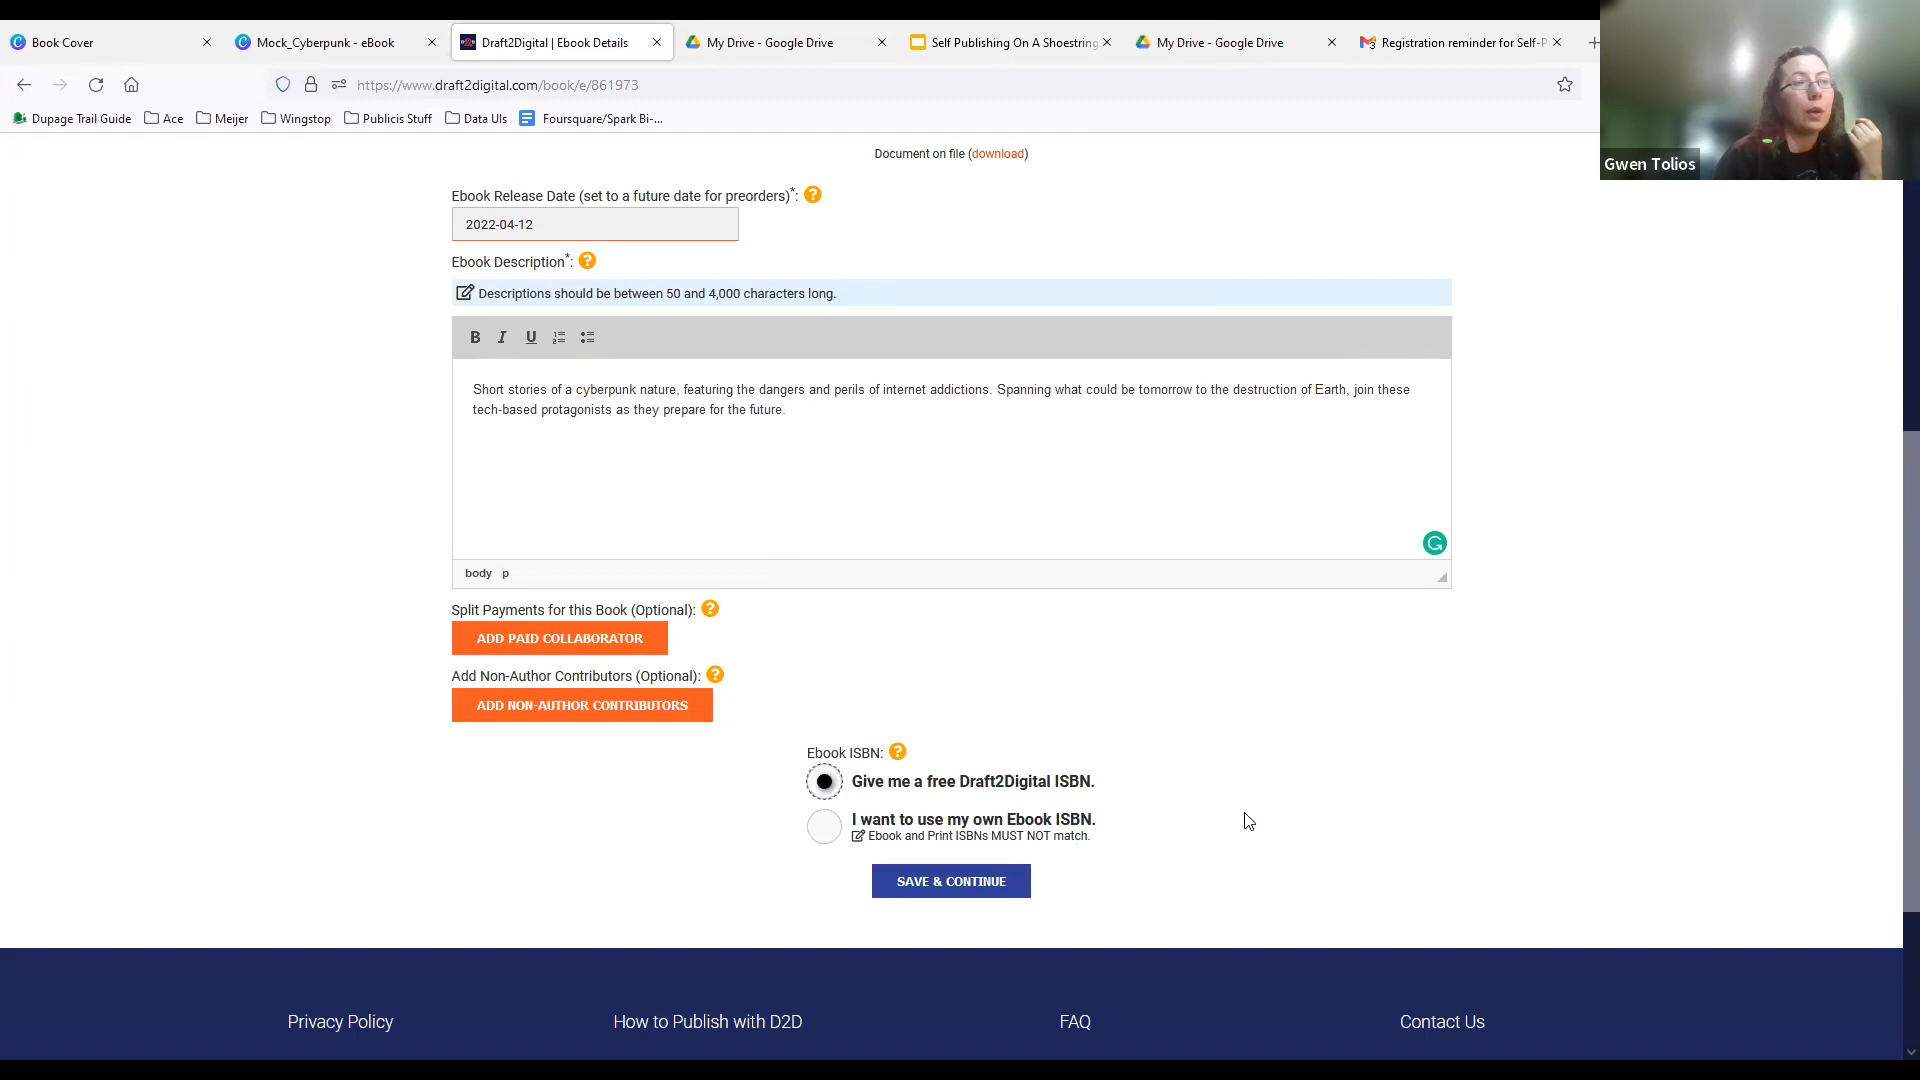 Book Cover
Mock_Cyberpunk - eBook
Draft2Digital | Ebook Details
My Drive - Google Drive
Self Publishing On A Shoestring
My Drive - Google Drive
Registration reminder for Self-P
https://www.draft2digital.com/book/e/861973
Dupage Trail Guide
Ace
Meijer
Wingstop
Publicis Stuff
Data UIs
Foursquare/Spark Bi-...
Gwen Tolios
Document on file (download)
Ebook Release Date (set to a future date for preorders)*: ?
2022-04-12
Ebook Description*: ?
Descriptions should be between 50 and 4,000 characters long.
B I U
Short stories of a cyberpunk nature, featuring the dangers and perils of internet addictions. Spanning what could be tomorrow to the destruction of Earth, join these
tech-based protagonists as they prepare for the future.
body p
Split Payments for this Book (Optional): ?
ADD PAID COLLABORATOR
Add Non-Author Contributors (Optional): ?
ADD NON-AUTHOR CONTRIBUTORS
Ebook ISBN: ?
Give me a free Draft2Digital ISBN.
I want to use my own Ebook ISBN.
Ebook and Print ISBNs MUST NOT match.
SAVE & CONTINUE
Privacy Policy
How to Publish with D2D
FAQ
Contact Us